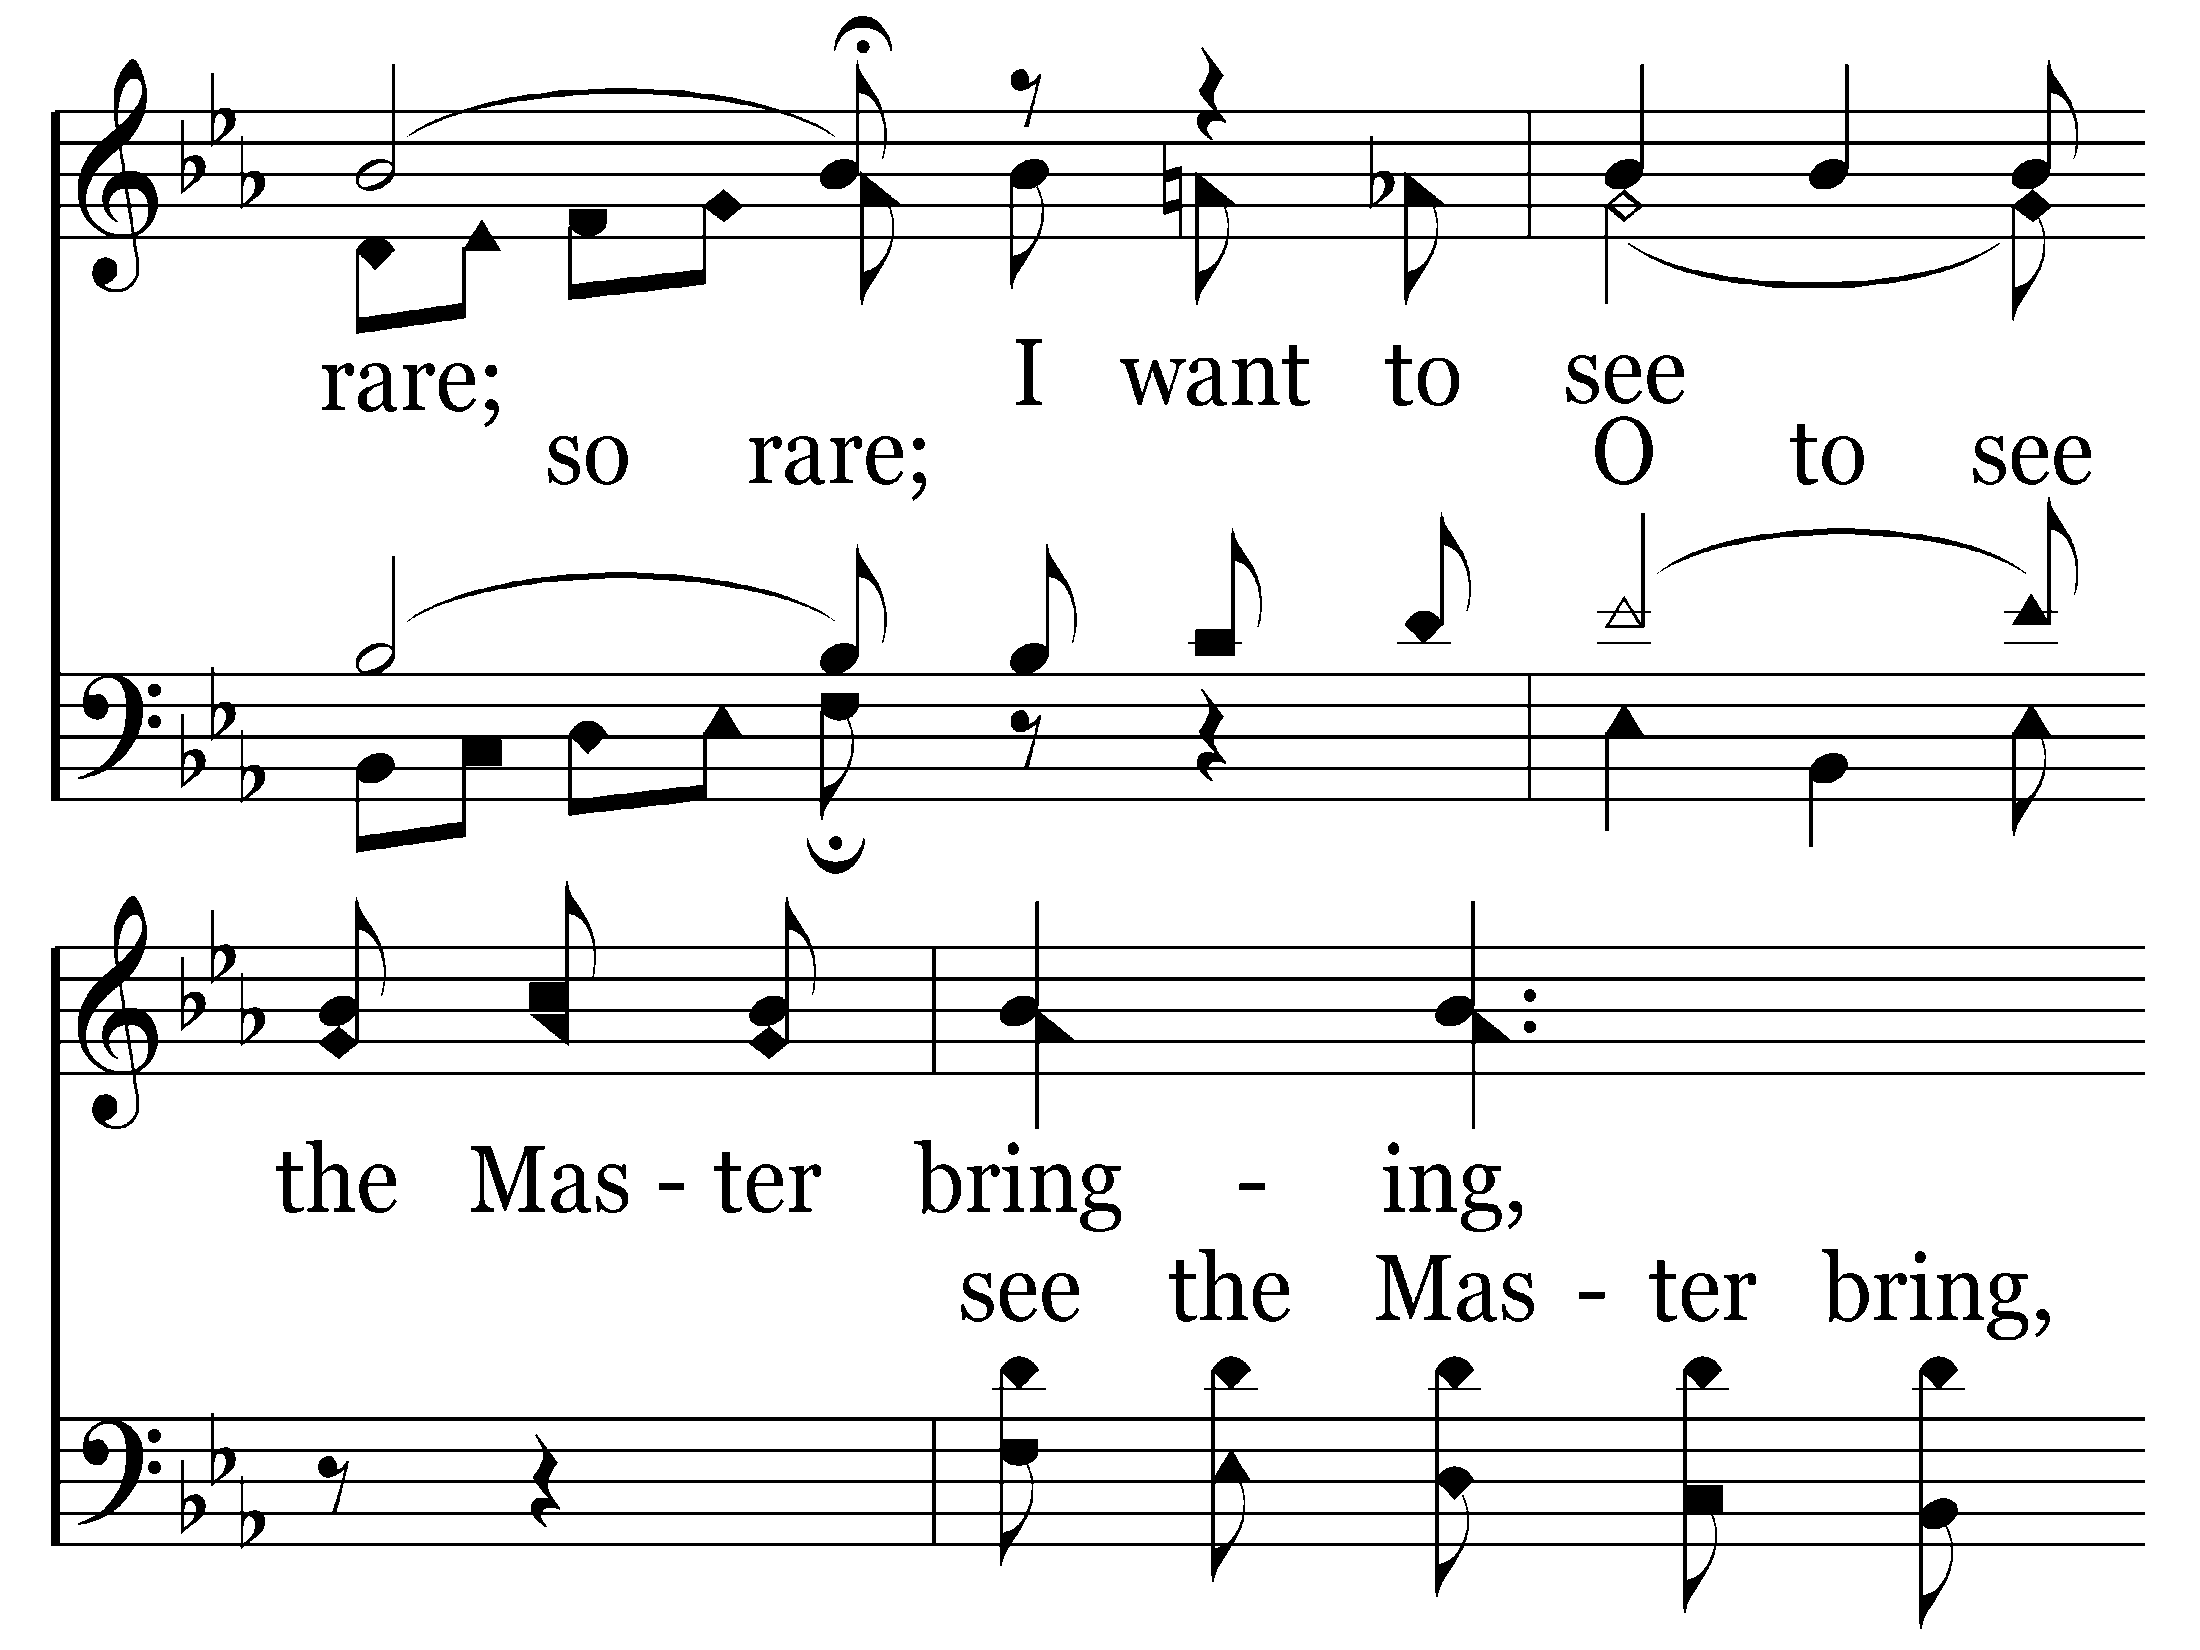 rare; I want to see
so rare; O to see
the Mas - ter bring - ing,
see the Mas - ter bring,